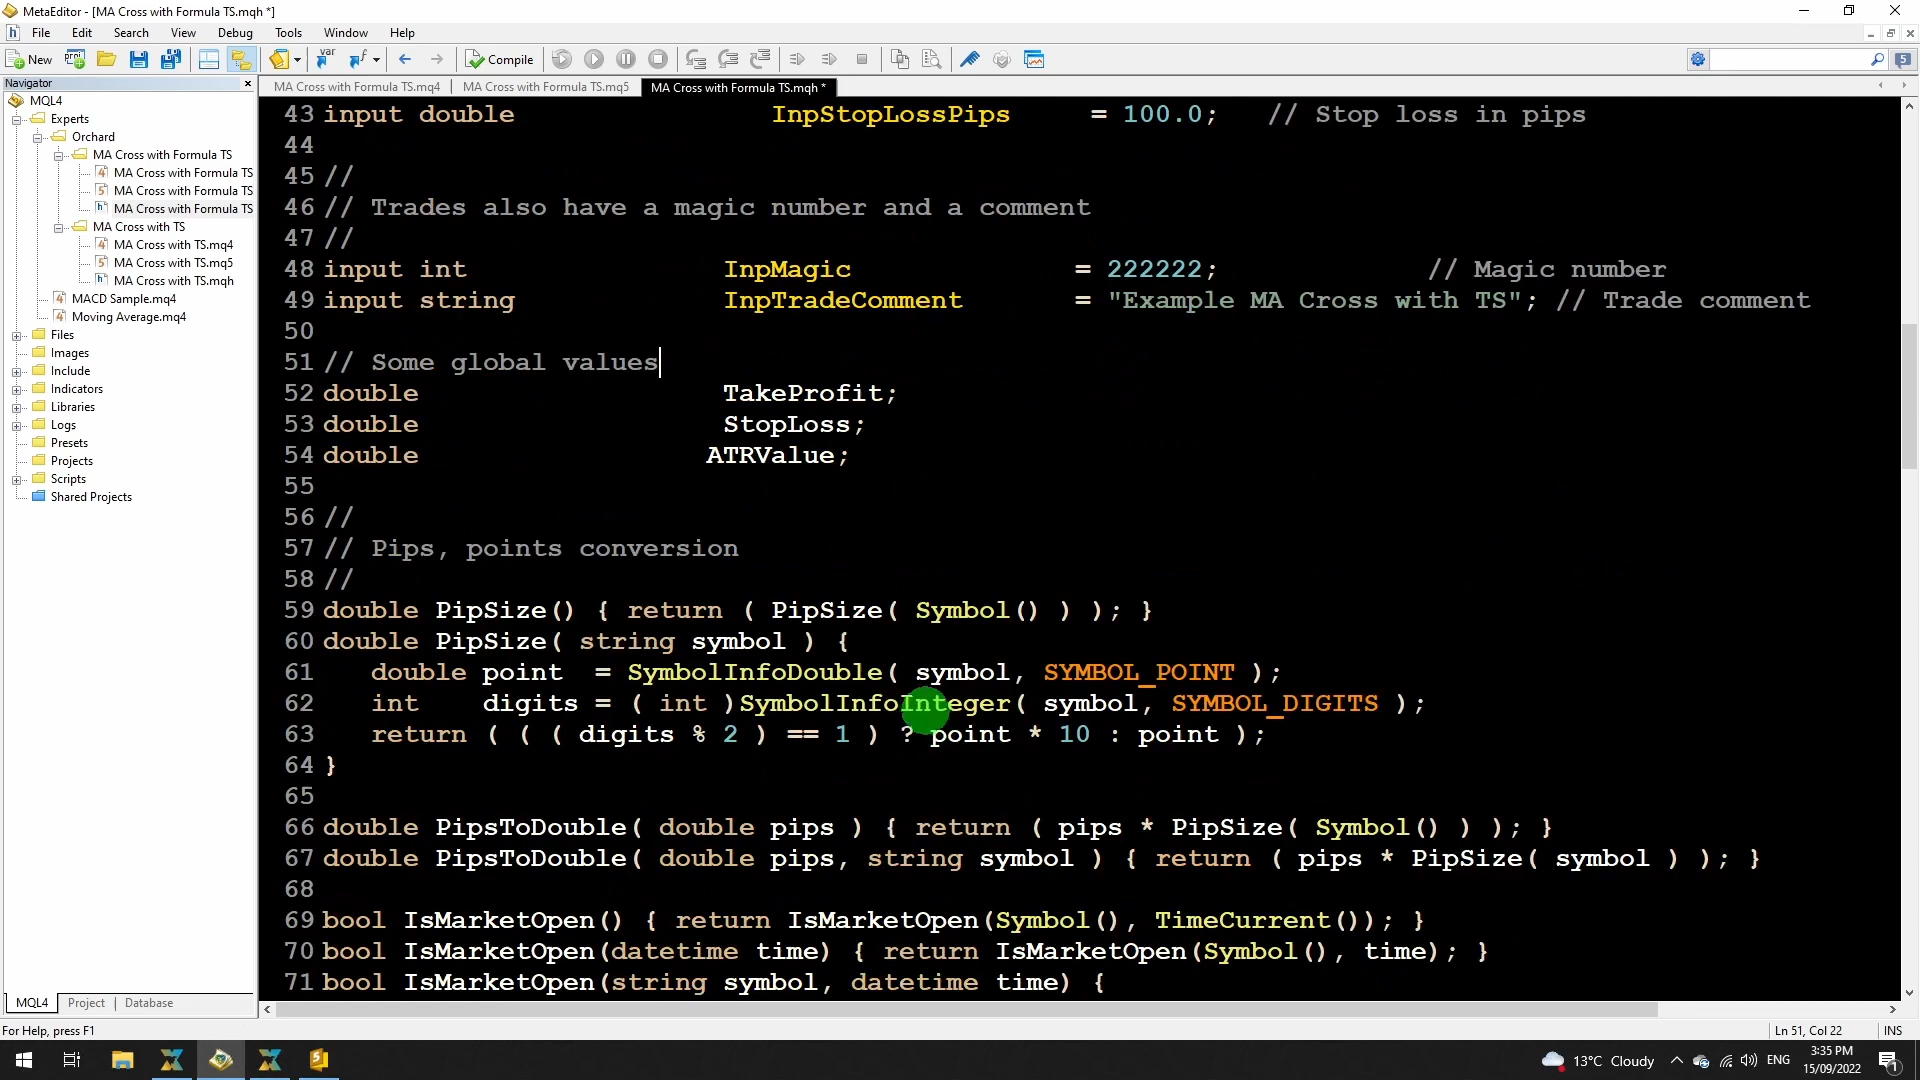 MetaEditor - [MA Cross with Formula TS.mqh *]
File Edit Search View Debug Tools Window Help
New Compile
var
5
Navigator
MQL4
Experts
Orchard
MA Cross with Formula TS
MA Cross with Formula TS
MA Cross with Formula TS
MA Cross with Formula TS
MA Cross with TS
MA Cross with TS.mq4
MA Cross with TS.mq5
MA Cross with TS.mqh
MACD Sample.mq4
Moving Average.mq4
Files
Images
Include
Indicators
Libraries
Logs
Presets
Projects
Scripts
Shared Projects
MQL4 Project Database
MA Cross with Formula TS.mq4 MA Cross with Formula TS.mq5 MA Cross with Formula TS.mqh *
43 input double InpStopLossPips = 100.0; // Stop loss in pips
44
45 //
46 // Trades also have a magic number and a comment
47 //
48 input int InpMagic = 222222; // Magic number
49 input string InpTradeComment = "Example MA Cross with TS"; // Trade comment
50
51 // Some global values
52 double TakeProfit;
53 double StopLoss;
54 double ATRValue;
55
56 //
57 // Pips, points conversion
58 //
59 double PipSize() { return ( PipSize( Symbol() ) ); }
60 double PipSize( string symbol ) {
61 double point = SymbolInfoDouble( symbol, SYMBOL_POINT );
62 int digits = ( int )SymbolInfoInteger( symbol, SYMBOL_DIGITS );
63 return ( ( ( digits % 2 ) == 1 ) ? point * 10 : point );
64 }
65
66 double PipsToDouble( double pips ) { return ( pips * PipSize( Symbol() ) ); }
67 double PipsToDouble( double pips, string symbol ) { return ( pips * PipSize( symbol ) ); }
68
69 bool IsMarketOpen() { return IsMarketOpen(Symbol(), TimeCurrent()); }
70 bool IsMarketOpen(datetime time) { return IsMarketOpen(Symbol(), time); }
71 bool IsMarketOpen(string symbol, datetime time) {
For Help, press F1 Ln 51, Col 22 INS
13°C Cloudy ENG 3:35 PM
15/09/2022